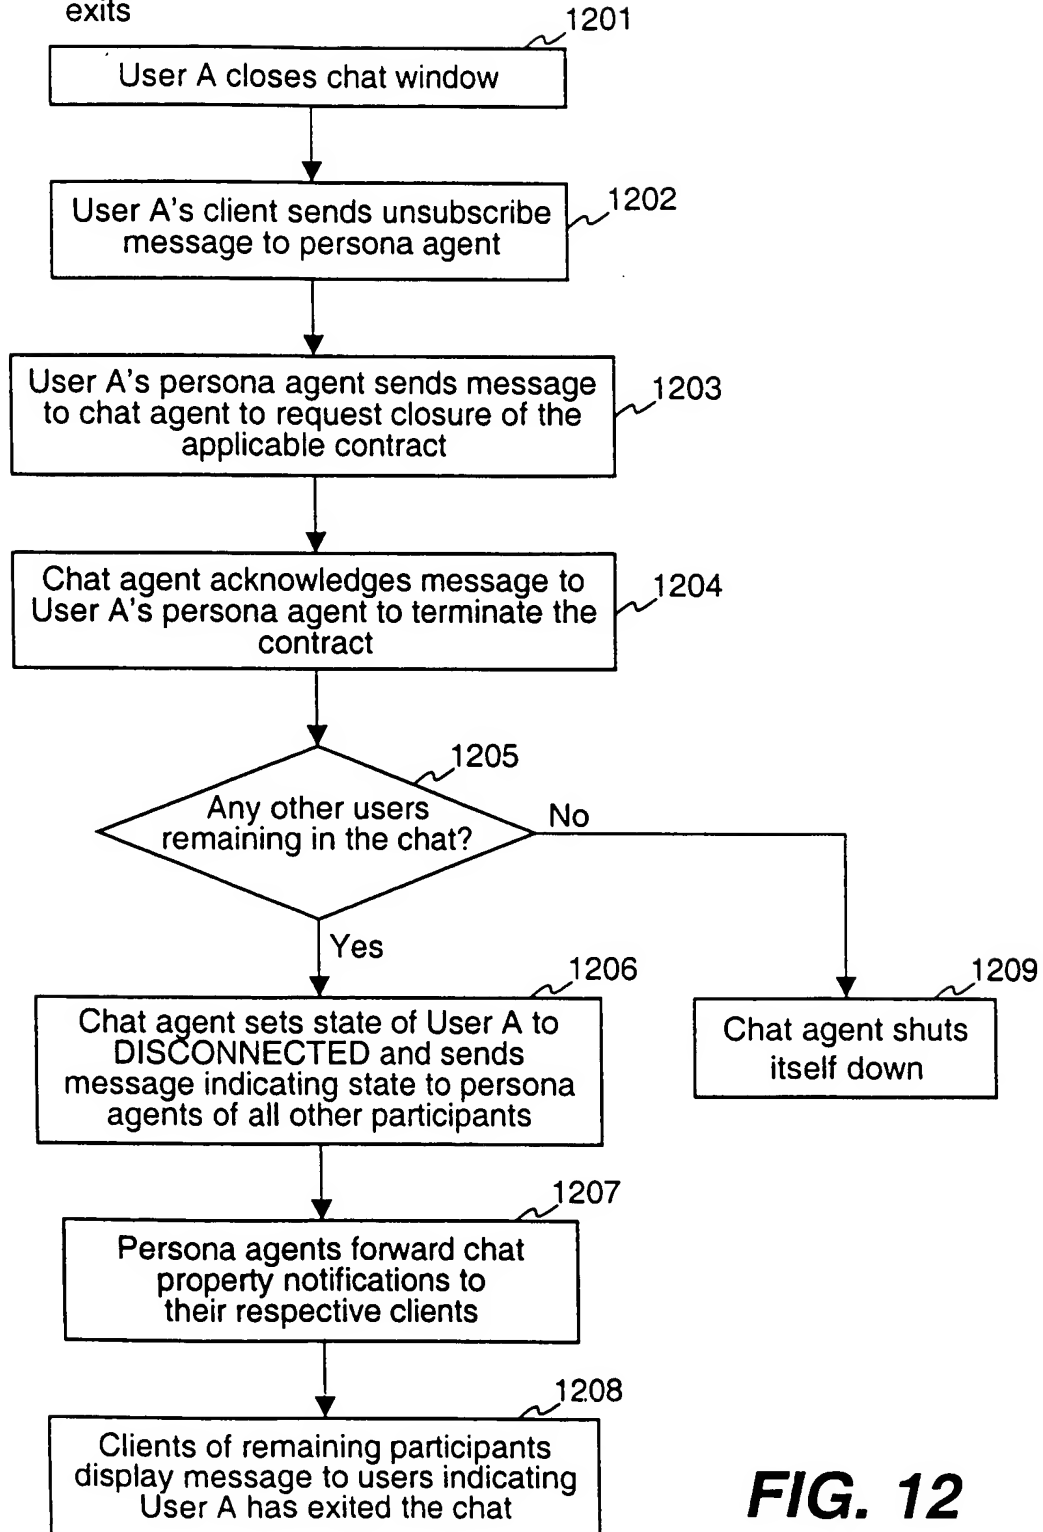 exits
1201
User A closes chat window
1202
User A's client sends unsubscribe
message to persona agent
1203
User A's persona agent sends message
to chat agent to request closure of the
applicable contract
1204
Chat agent acknowledges message to
User A's persona agent to terminate the
contract
1205
Any other users
remaining in the chat?
No
Yes
1206
Chat agent sets state of User A to
DISCONNECTED and sends
message indicating state to persona
agents of all other participants
1209
Chat agent shuts
itself down
1207
Persona agents forward chat
property notifications to
their respective clients
1208
Clients of remaining participants
display message to users indicating
User A has exited the chat
FIG. 12